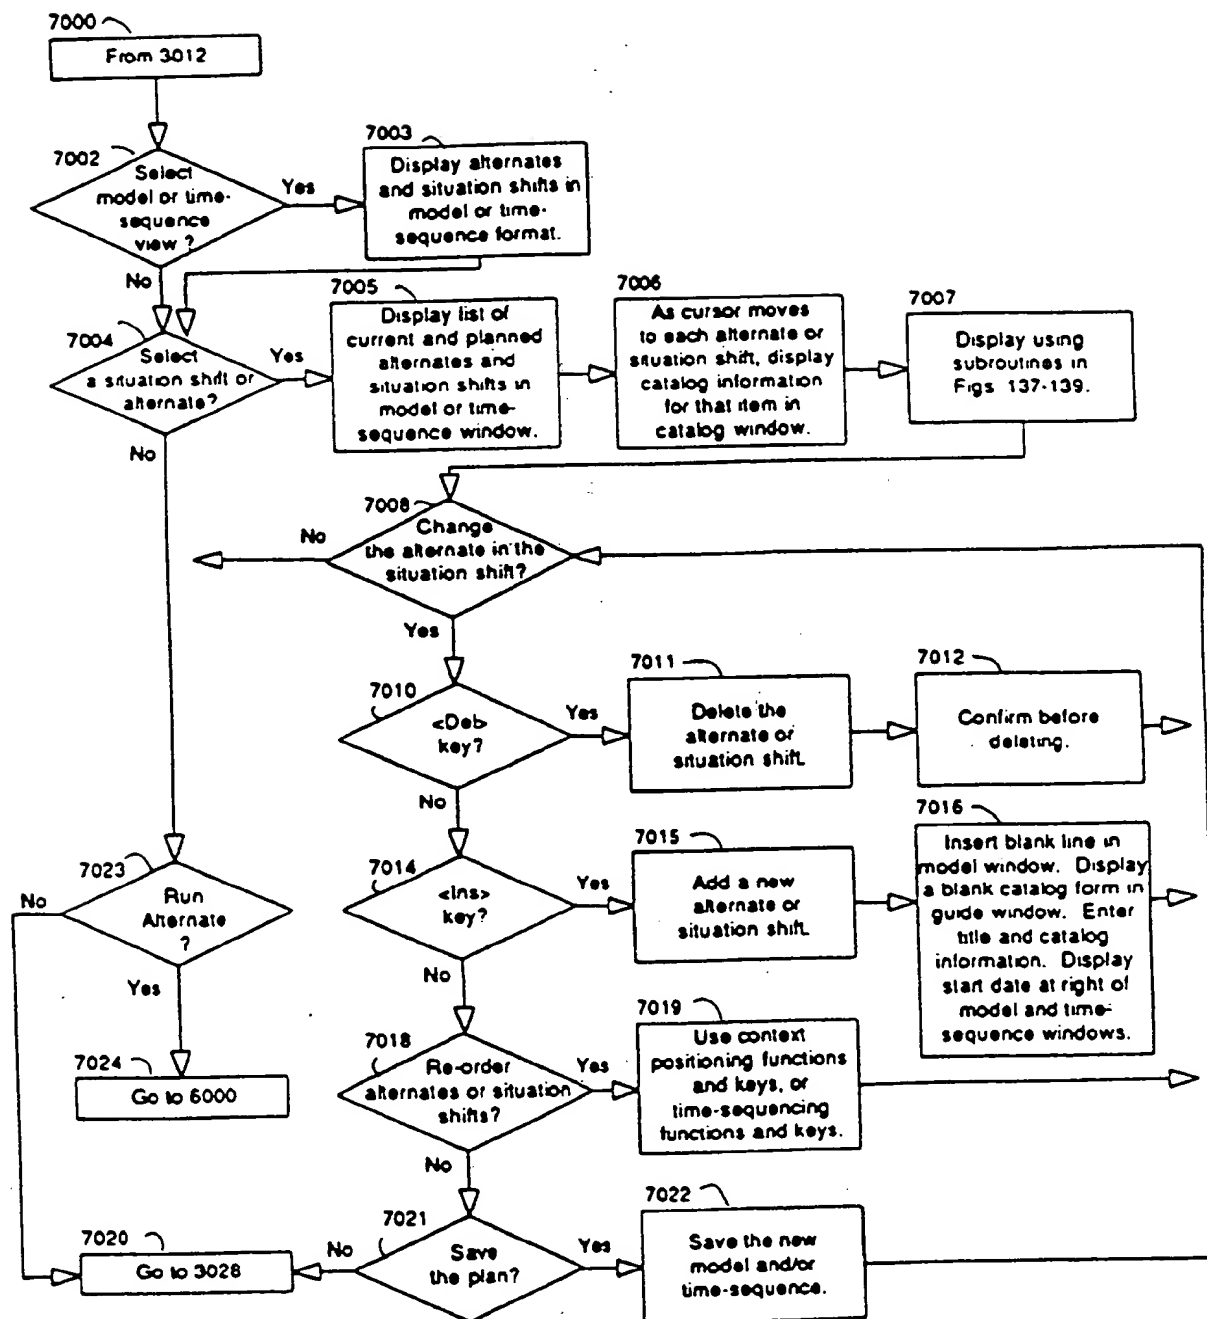 7000
From 3012
7002
Select
model or time-
sequence
view?
Yes
No
7003
Display alternates
and situation shifts in
model or time-
sequence format.
7004
Select
a situation shift or
alternate?
Yes
No
7005
Display list of
current and planned
alternates and
situation shifts in
model or time-
sequence window.
7006
As cursor moves
to each alternate or
situation shift, display
catalog information
for that item in
catalog window.
7007
Display using
subroutines in
Figs 137-139.
7008
Change
the alternate in the
situation shift?
No
Yes
7010
<Del>
key?
Yes
No
7011
Delete the
alternate or
situation shift.
7012
Confirm before
deleting.
7014
<Ins>
key?
Yes
No
7015
Add a new
alternate or
situation shift.
7016
Insert blank line in
model window. Display
a blank catalog form in
guide window. Enter
title and catalog
information. Display
start date at right of
model and time-
sequence windows.
7023
Run
Alternate
?
No
Yes
7024
Go to 6000
7018
Re-order
alternates or situation
shifts?
Yes
No
7019
Use context
positioning functions
and keys, or
time-sequencing
functions and keys.
7020
Go to 3028
7021
Save
the plan?
No
Yes
7022
Save the new
model and/or
time-sequence.